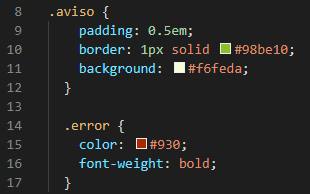 8 .aviso {
9 padding: 0.5em;
10 border: 1px solid #98be10;
11 background: #f6feda;
12 }
13
14 .error {
15 color: #930;
16 font-weight: bold;
17 }